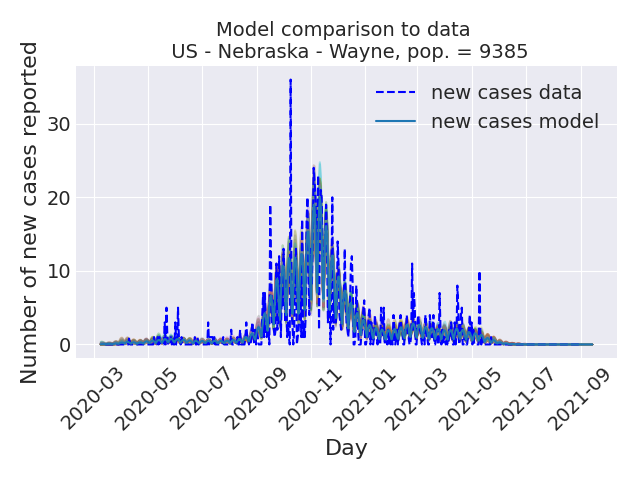 Model comparison to data
US - Nebraska - Wayne, pop. = 9385
Number of new cases reported
30
20
10
0
new cases data
new cases model
2020-03
2020-05
2020-07
2020-09
2020-11
2021-01
2021-03
2021-05
2021-07
2021-09
Day